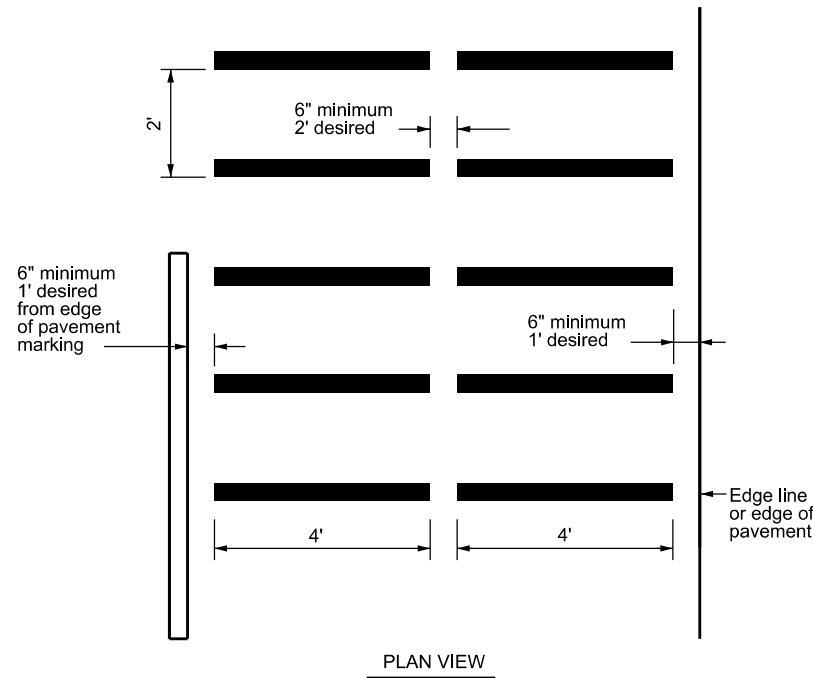 6" minimum
2' desired
2'
6" minimum
1' desired
from edge
of pavement
marking
6" minimum
1' desired
Edge line
or edge of
pavement
4'
4'
PLAN VIEW